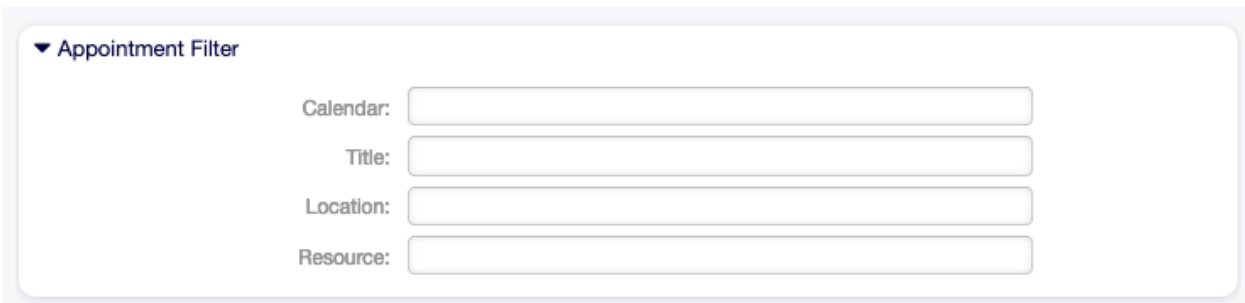 Appointment Filter
Calendar:
Title:
Location:
Resource: